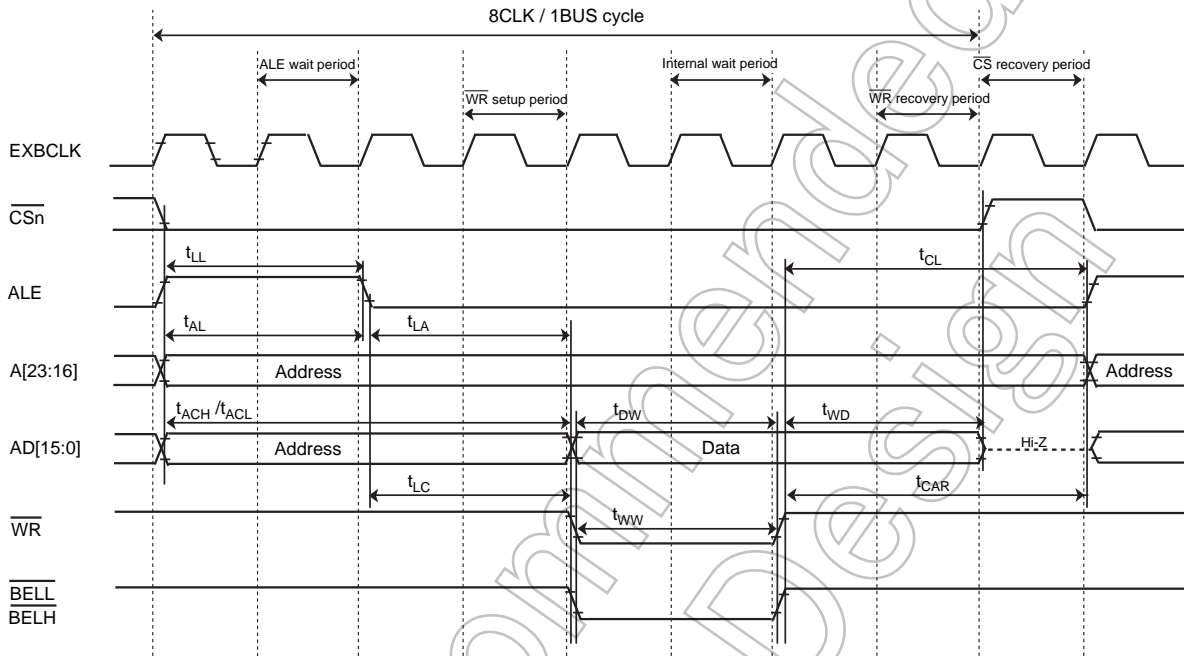 8CLK / 1BUS cycle
ALE wait period
Internal wait period
CS recovery period
WR setup period
WR recovery period
EXBCLK
CSn
tLL
tCL
ALE
tAL
tLA
A[23:16]
Address
Address
tACH /tACL
tDW
tWD
AD[15:0]
Address
Data
Hi-Z
tLC
tCAR
WR
tWW
BELL
BELH
ommended
Design